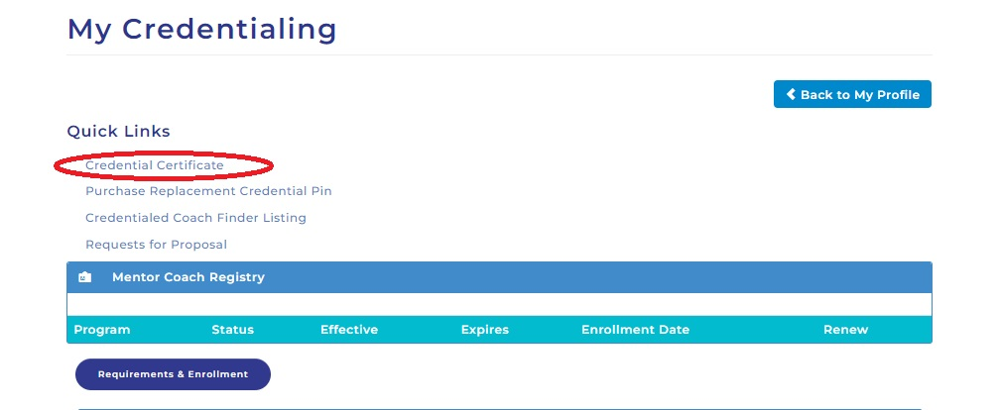 My Credentialing
Back to My Profile
Quick Links
Credential Certificate
Purchase Replacement Credential Pin
Credentialed Coach Finder Listing
Requests for Proposal
Mentor Coach Registry
Program Status Effective Expires Enrollment Date Renew
Requirements & Enrollment